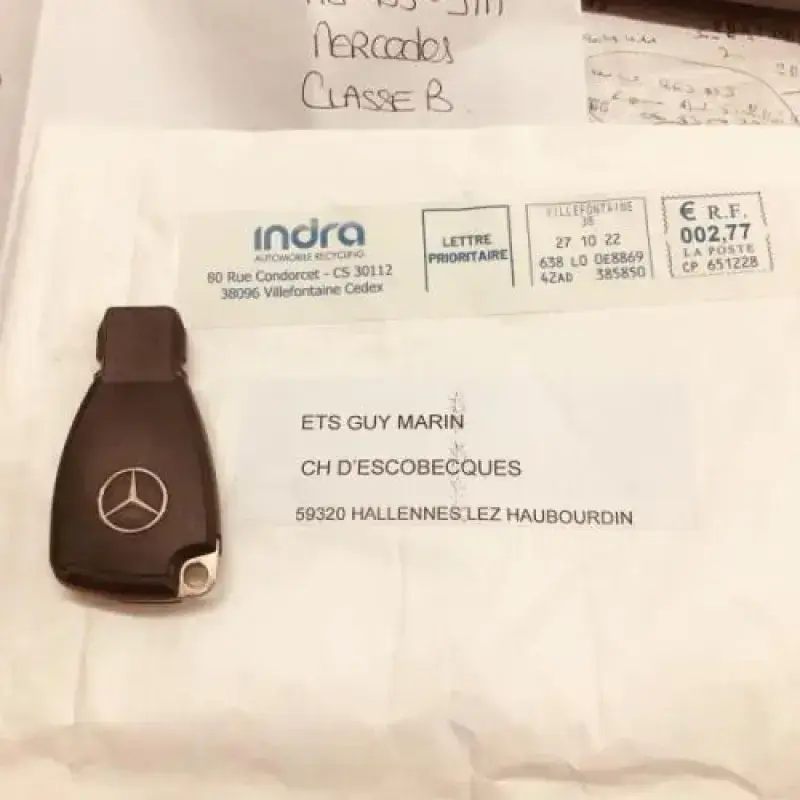 Mercedes
CLASSE B
indra
AUTOMOBILE RECYCLING
80 Rue Condorcet - CS 30112
38096 Villefontaine Cedex
LETTRE
PRIORITAIRE
VILLEFONTAINE
38
27 10 22
638 L0 0E8869
42AD 385850
€ R.F.
002,77
LA POSTE
CP 651228
ETS GUY MARIN
CH D'ESCOBECQUES
59320 HALLENNES LEZ HAUBOURDIN